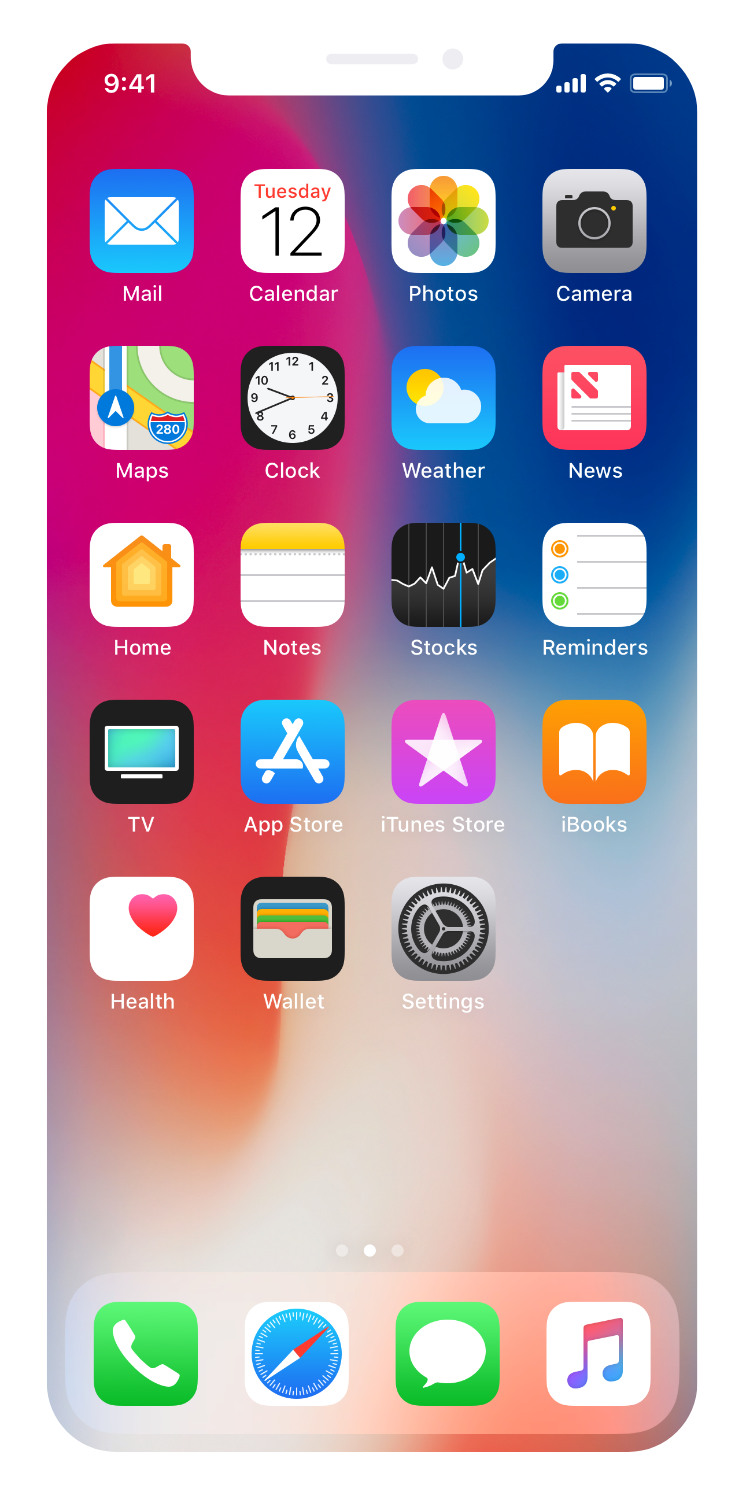 9:41
Tuesday
12
Mail
Calendar
Photos
Camera
12
11
1
10
2
9
3
8
4
7
5
6
280
Maps
Clock
Weather
News
Home
Notes
Stocks
Reminders
TV
App Store
iTunes Store
iBooks
Health
Wallet
Settings